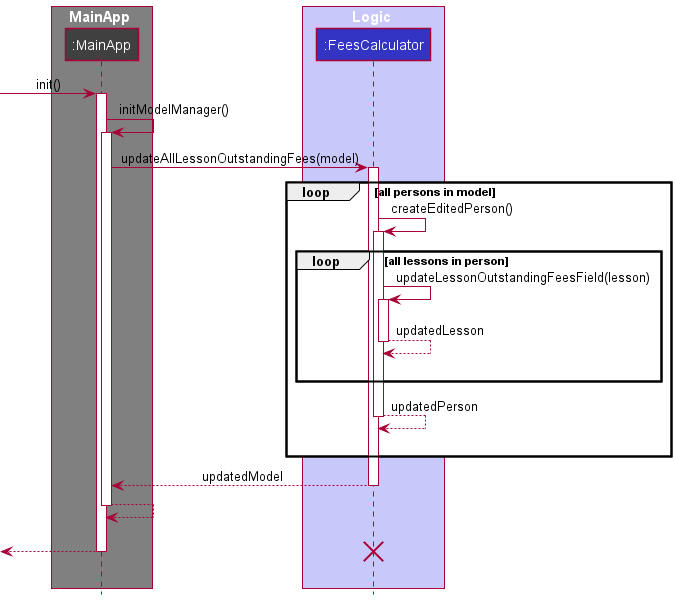 MainApp
Logic
:MainApp
:FeesCalculator
init()
initModelManager()
updateAllLessonOutstandingFees(model)
loop
[all persons in model]
createEditedPerson()
loop
[all lessons in person]
updateLessonOutstandingFeesField(lesson)
updatedLesson
updatedPerson
updatedModel